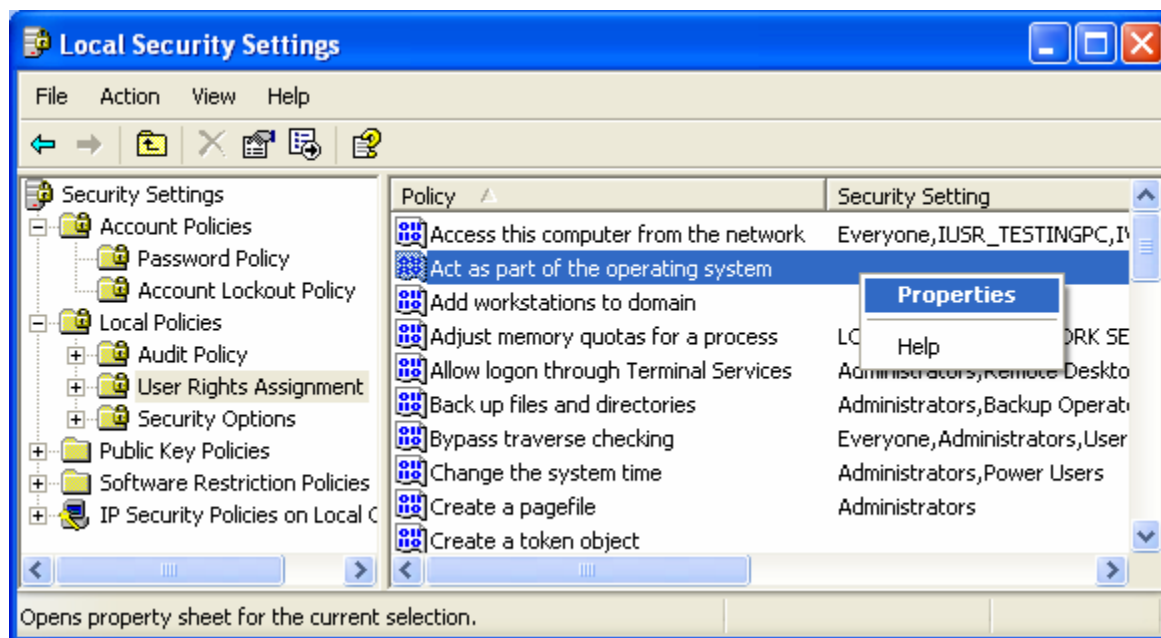 Local Security Settings
File Action View Help
Security Settings
Account Policies
Password Policy
Account Lockout Policy
Local Policies
Audit Policy
User Rights Assignment
Security Options
Public Key Policies
Software Restriction Policies
IP Security Policies on Local
Policy Security Setting
Access this computer from the network Everyone,IUSR_TESTINGPC,
Act as part of the operating system
Add workstations to domain
Adjust memory quotas for a process
Allow logon through Terminal Services Administrators,Remote
Back up files and directories Administrators,Backup
Bypass traverse checking Everyone,Administrators,User
Change the system time Administrators,Power Users
Create a pagefile Administrators
Create a token object
Properties
Help
Opens property sheet for the current selection.